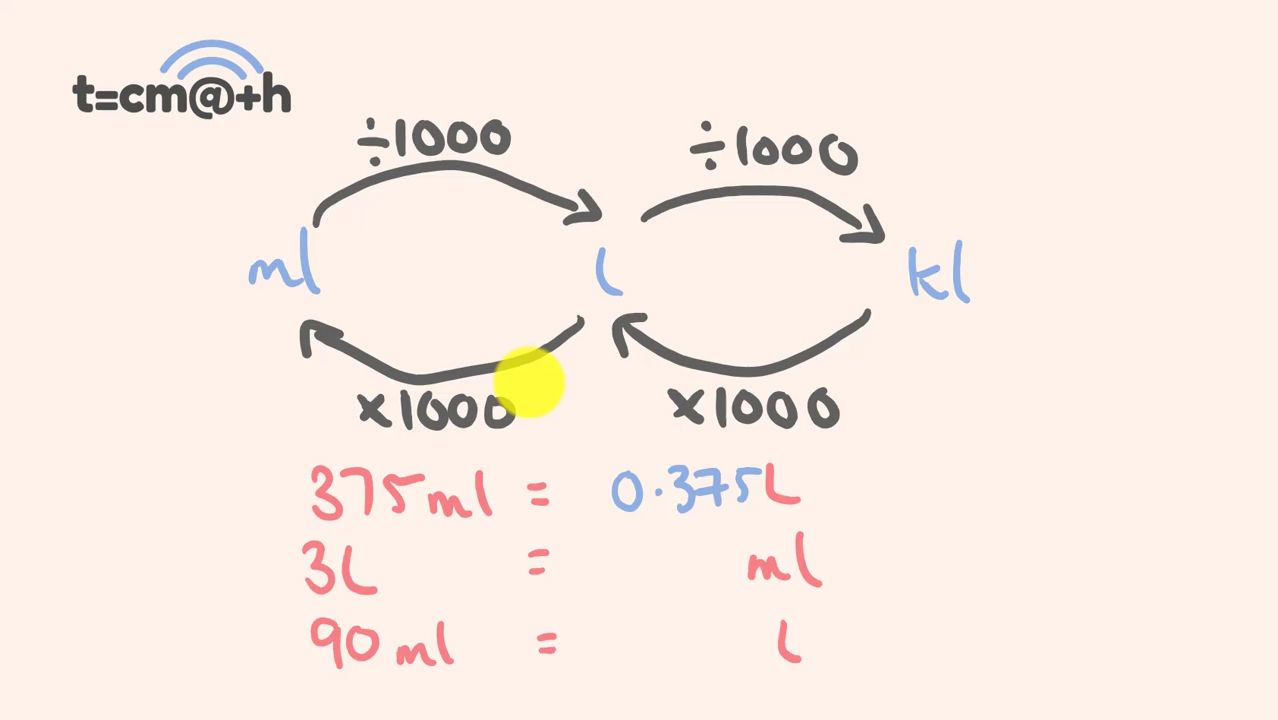 t=cm@+h
÷1000 ÷1000
ml l kl
x1000 x1000
375ml = 0.375L
3L = ml
90ml = L